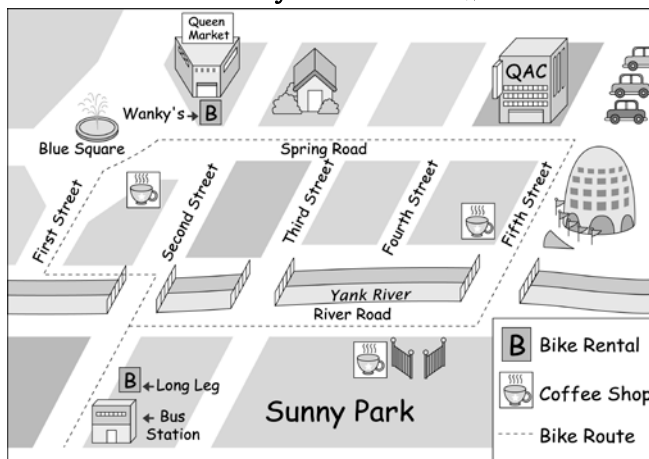 Queen
Market
QAC
Wanky's
B
Blue Square
Spring Road
First Street
Second Street
Third Street
Fourth Street
Fifth Street
Yank River
River Road
B
Long Leg
Bus
Station
Sunny Park
B Bike Rental
Coffee Shop
Bike Route